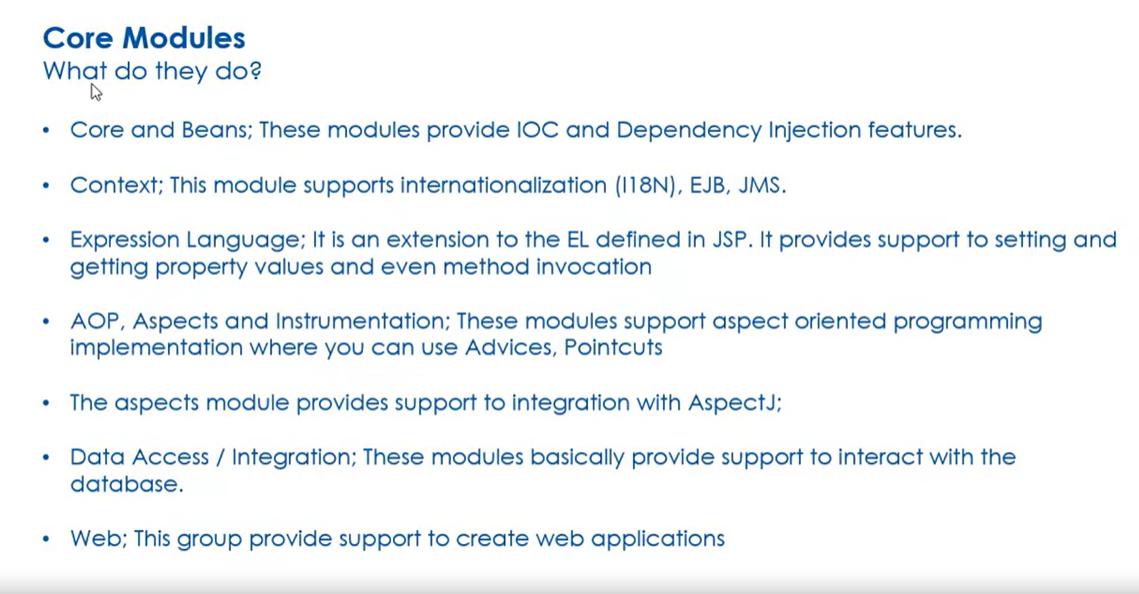 Core Modules
What do they do?
• Core and Beans; These modules provide IOC and Dependency Injection features.
• Context; This module supports internationalization (I18N), EJB, JMS.
• Expression Language; It is an extension to the EL defined in JSP. It provides support to setting and
getting property values and even method invocation
• AOP, Aspects and Instrumentation; These modules support aspect oriented programming
implementation where you can use Advices, Pointcuts
• The aspects module provides support to integration with AspectJ;
• Data Access / Integration; These modules basically provide support to interact with the
database.
• Web; This group provide support to create web applications